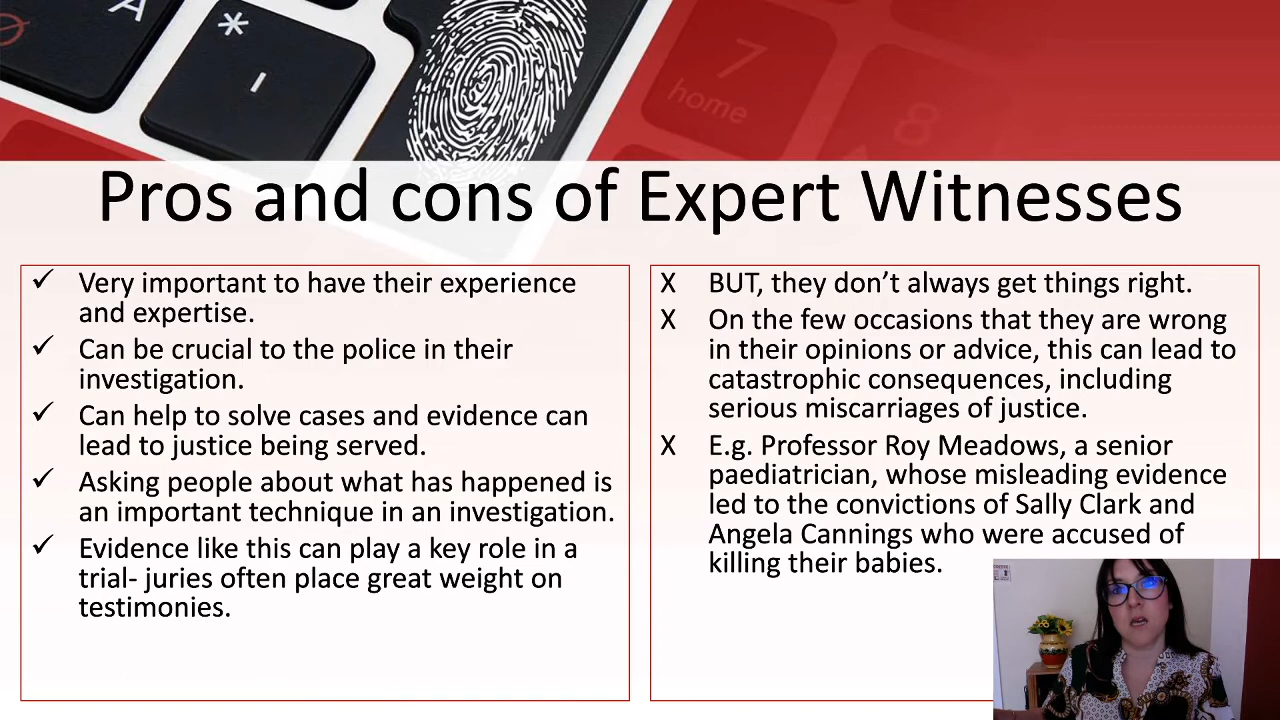 A
*
7
home
8
Pros and cons of Expert Witnesses
✓ Very important to have their experience
and expertise.
✓ Can be crucial to the police in their
investigation.
✓ Can help to solve cases and evidence can
lead to justice being served.
✓ Asking people about what has happened is
an important technique in an investigation.
✓ Evidence like this can play a key role in a
trial- juries often place great weight on
testimonies.
X BUT, they don’t always get things right.
X On the few occasions that they are wrong
in their opinions or advice, this can lead to
catastrophic consequences, including
serious miscarriages of justice.
X E.g. Professor Roy Meadows, a senior
paediatrician, whose misleading evidence
led to the convictions of Sally Clark and
Angela Cannings who were accused of
killing their babies.